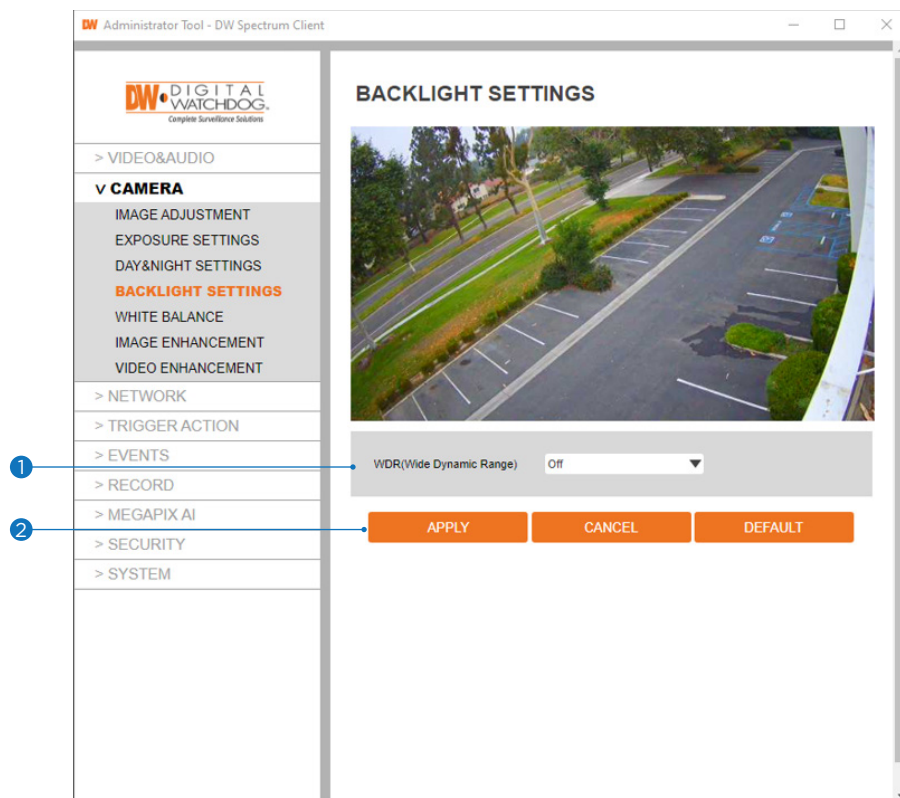 DW Administrator Tool - DW Spectrum Client
DW DIGITAL
WATCHDOG.
Complete Surveillance Solutions
> VIDEO&AUDIO
v CAMERA
IMAGE ADJUSTMENT
EXPOSURE SETTINGS
DAY&NIGHT SETTINGS
BACKLIGHT SETTINGS
WHITE BALANCE
IMAGE ENHANCEMENT
VIDEO ENHANCEMENT
> NETWORK
> TRIGGER ACTION
> EVENTS
> RECORD
> MEGAPIX AI
> SECURITY
> SYSTEM
BACKLIGHT SETTINGS
1
WDR(Wide Dynamic Range) Off
2
APPLY CANCEL DEFAULT